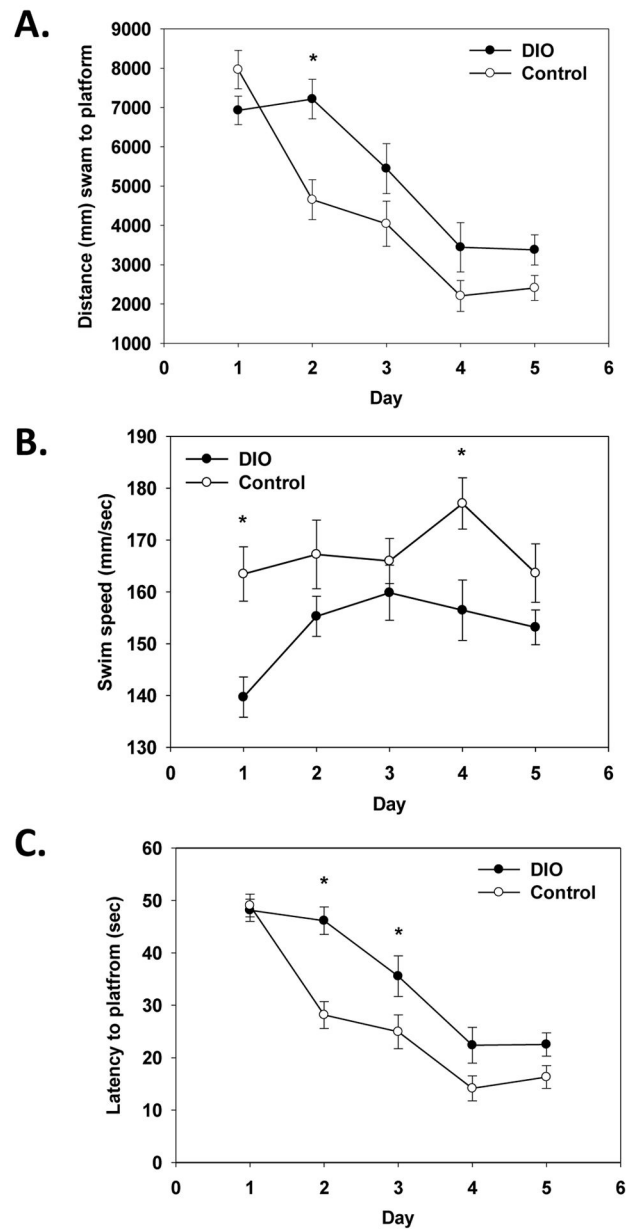 A.
9000
8000
7000
6000
5000
4000
3000
2000
1000
Distance (mm) swam to platform
*
DIO
Control
0 1 2 3 4 5 6
Day
B.
190
180
170
160
150
140
130
Swim speed (mm/sec)
DIO
Control
*
*
0 1 2 3 4 5 6
Day
C.
60
50
40
30
20
10
0
Latency to platfrom (sec)
*
*
DIO
Control
0 1 2 3 4 5 6
Day